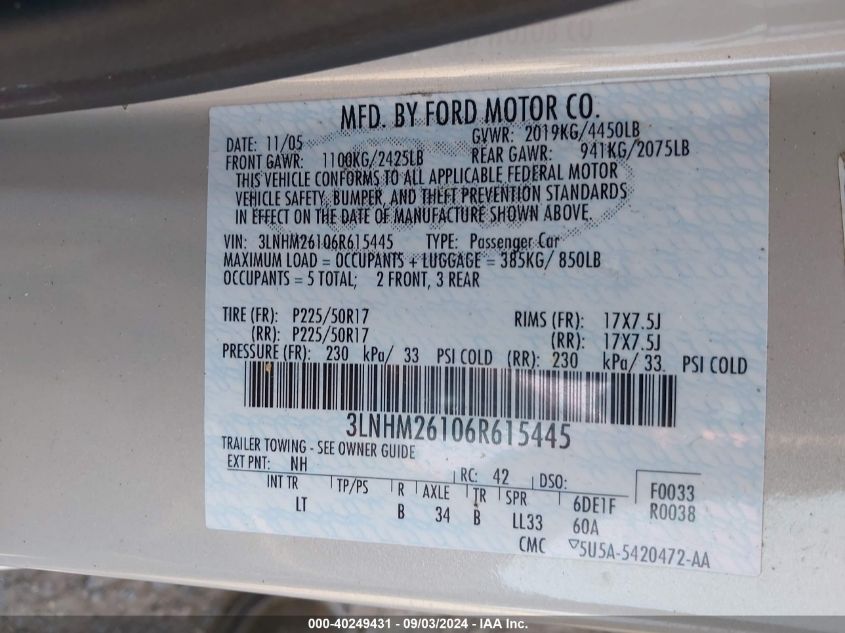 MFD. BY FORD MOTOR CO.
DATE: 11/05 GVWR: 2019KG/4450LB
FRONT GAWR: 1100KG/2425LB REAR GAWR: 941KG/2075LB
THIS VEHICLE CONFORMS TO ALL APPLICABLE FEDERAL MOTOR
VEHICLE SAFETY, BUMPER, AND THEFT PREVENTION STANDARDS
IN EFFECT ON THE DATE OF MANUFACTURE SHOWN ABOVE.
VIN: 3LNHM26106R615445 TYPE: Passenger Car
MAXIMUM LOAD = OCCUPANTS + LUGGAGE = 385KG/ 850LB
OCCUPANTS = 5 TOTAL; 2 FRONT, 3 REAR
TIRE (FR): P225/50R17 RIMS (FR): 17X7.5J
(RR): P225/50R17 (RR): 17X7.5J
PRESSURE (FR): 230 kPa/ 33 PSI COLD (RR): 230 kPa/ 33 PSI COLD
3LNHM26106R615445
TRAILER TOWING - SEE OWNER GUIDE
EXT PNT: NH RC: 42 DSO: F0033
INT TR TP/PS R AXLE TR SPR 6DE1F R0038
LT B 34 B LL33 60A
CMC 5U5A-5420472-AA
000-40249431 - 09/03/2024 - IAA Inc.